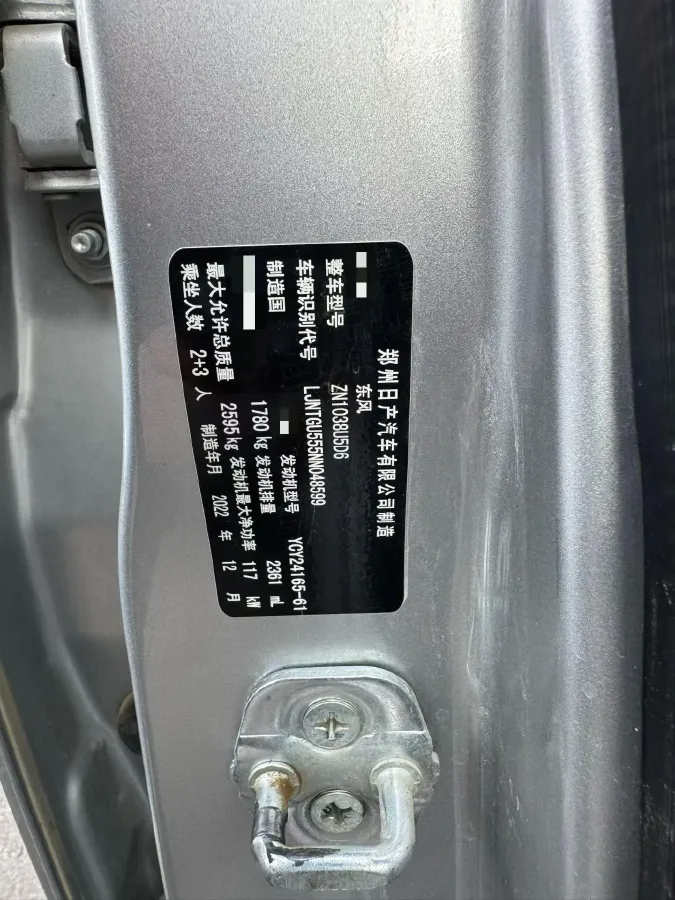 郑州日产汽车有限公司制造
东风
整车型号 ZN1038U5D6
车辆识别代号 LJNTGU555NN048599
制造国 发动机型号 YCY24165-61
1780 kg 发动机排量 2361 mL
最大允许总质量 2595 kg 发动机最大净功率 117 kW
乘坐人数 2+3 人 制造年月 2022 年 12 月